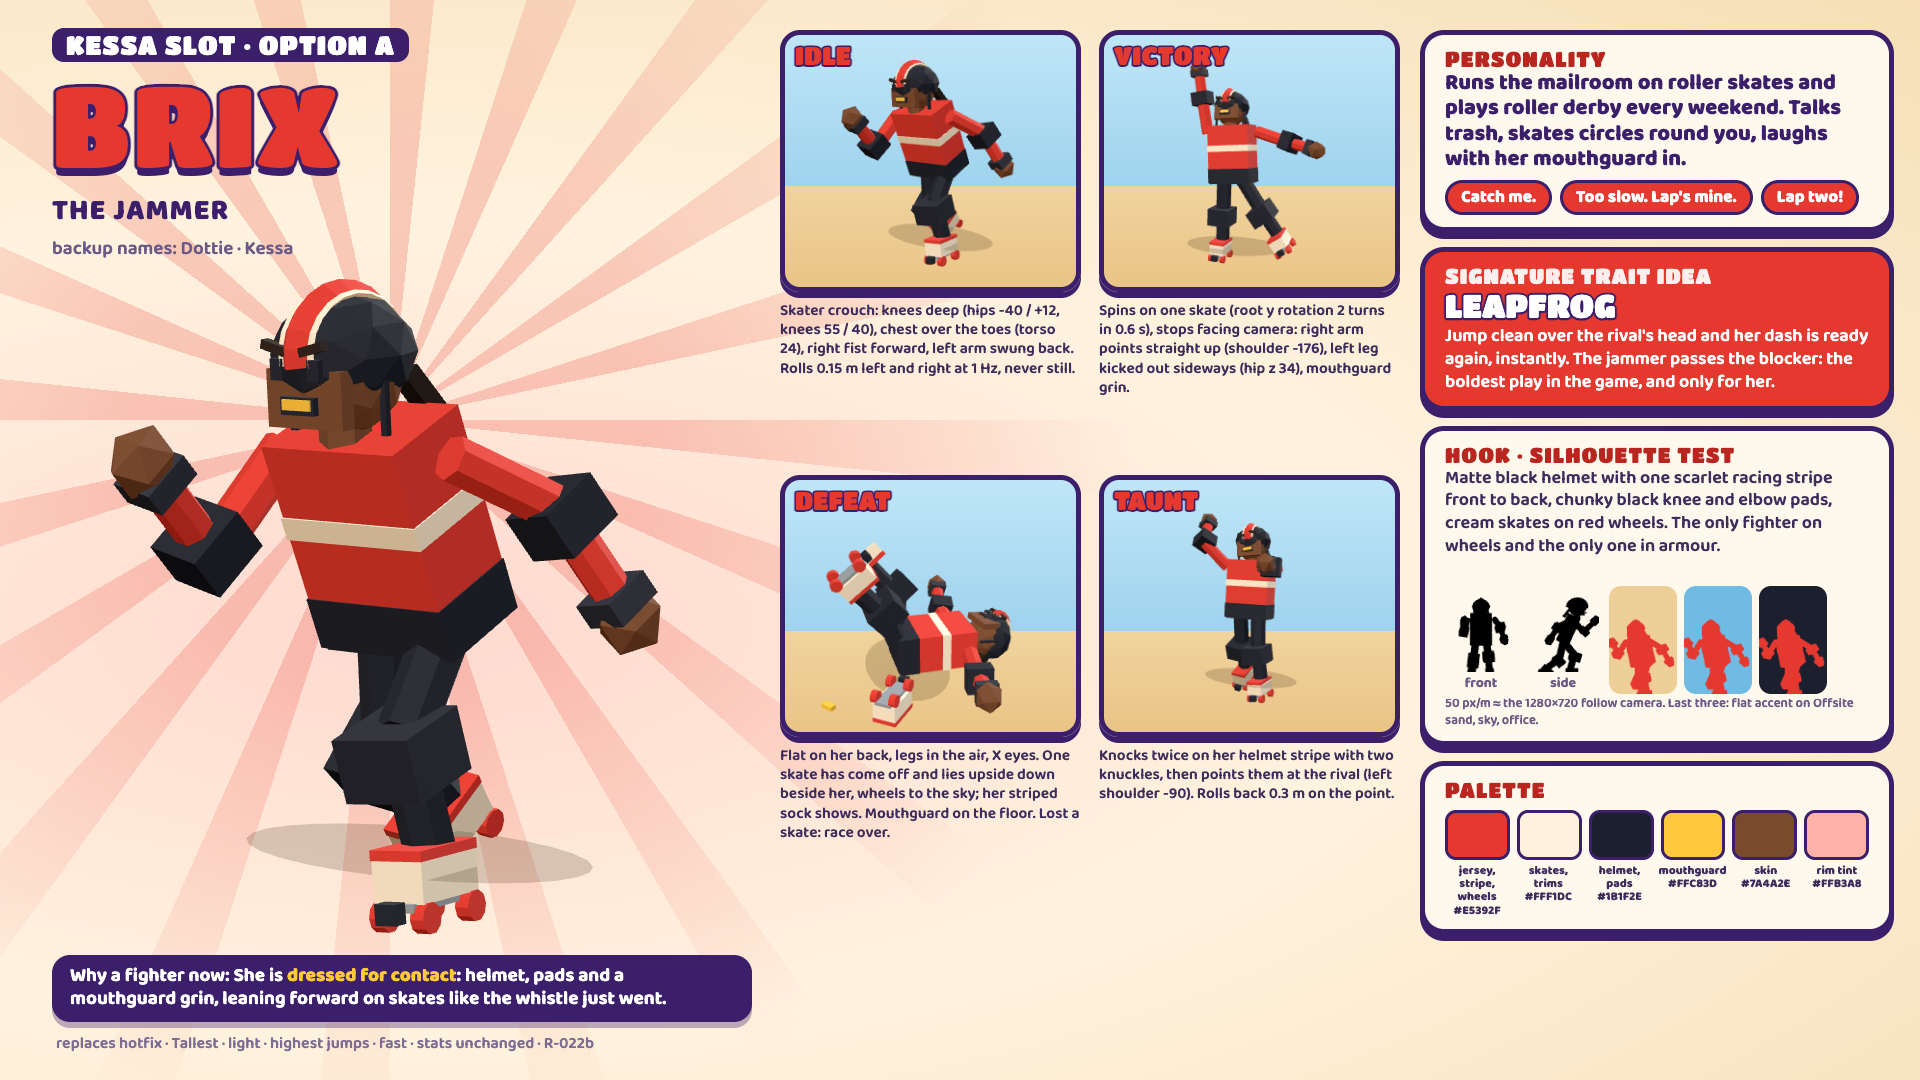 KESSA SLOT · OPTION A
BRIX
THE JAMMER
backup names: Dottie · Kessa
Why a fighter now: She is dressed for contact: helmet, pads and a
mouthguard grin, leaning forward on skates like the whistle just went.
replaces hotfix · Tallest · light · highest jumps · fast · stats unchanged · R-022b
IDLE
Skater crouch: knees deep (hips -40 / +12,
knees 55 / 40), chest over the toes (torso
24), right fist forward, left arm swung back.
Rolls 0.15 m left and right at 1 Hz, never still.
VICTORY
Spins on one skate (root y rotation 2 turns
in 0.6 s), stops facing camera: right arm
points straight up (shoulder -176), left leg
kicked out sideways (hip z 34), mouthguard
grin.
DEFEAT
Flat on her back, legs in the air, X eyes. One
skate has come off and lies upside down
beside her, wheels to the sky; her striped
sock shows. Mouthguard on the floor. Lost a
skate: race over.
TAUNT
Knocks twice on her helmet stripe with two
knuckles, then points them at the rival (left
shoulder -90). Rolls back 0.3 m on the point.
PERSONALITY
Runs the mailroom on roller skates and
plays roller derby every weekend. Talks
trash, skates circles round you, laughs
with her mouthguard in.
Catch me.
Too slow. Lap's mine.
Lap two!
SIGNATURE TRAIT IDEA
LEAPFROG
Jump clean over the rival's head and her dash is ready
again, instantly. The jammer passes the blocker: the
boldest play in the game, and only for her.
HOOK · SILHOUETTE TEST
Matte black helmet with one scarlet racing stripe
front to back, chunky black knee and elbow pads,
cream skates on red wheels. The only fighter on
wheels and the only one in armour.
front
side
50 px/m ≈ the 1280×720 follow camera. Last three: flat accent on Offsite
sand, sky, office.
PALETTE
jersey,
stripe,
wheels
#E5392F
skates,
trims
#FFF1DC
helmet,
pads
#1B1F2E
mouthguard
#FFC83D
skin
#7A4A2E
rim tint
#FFB3A8